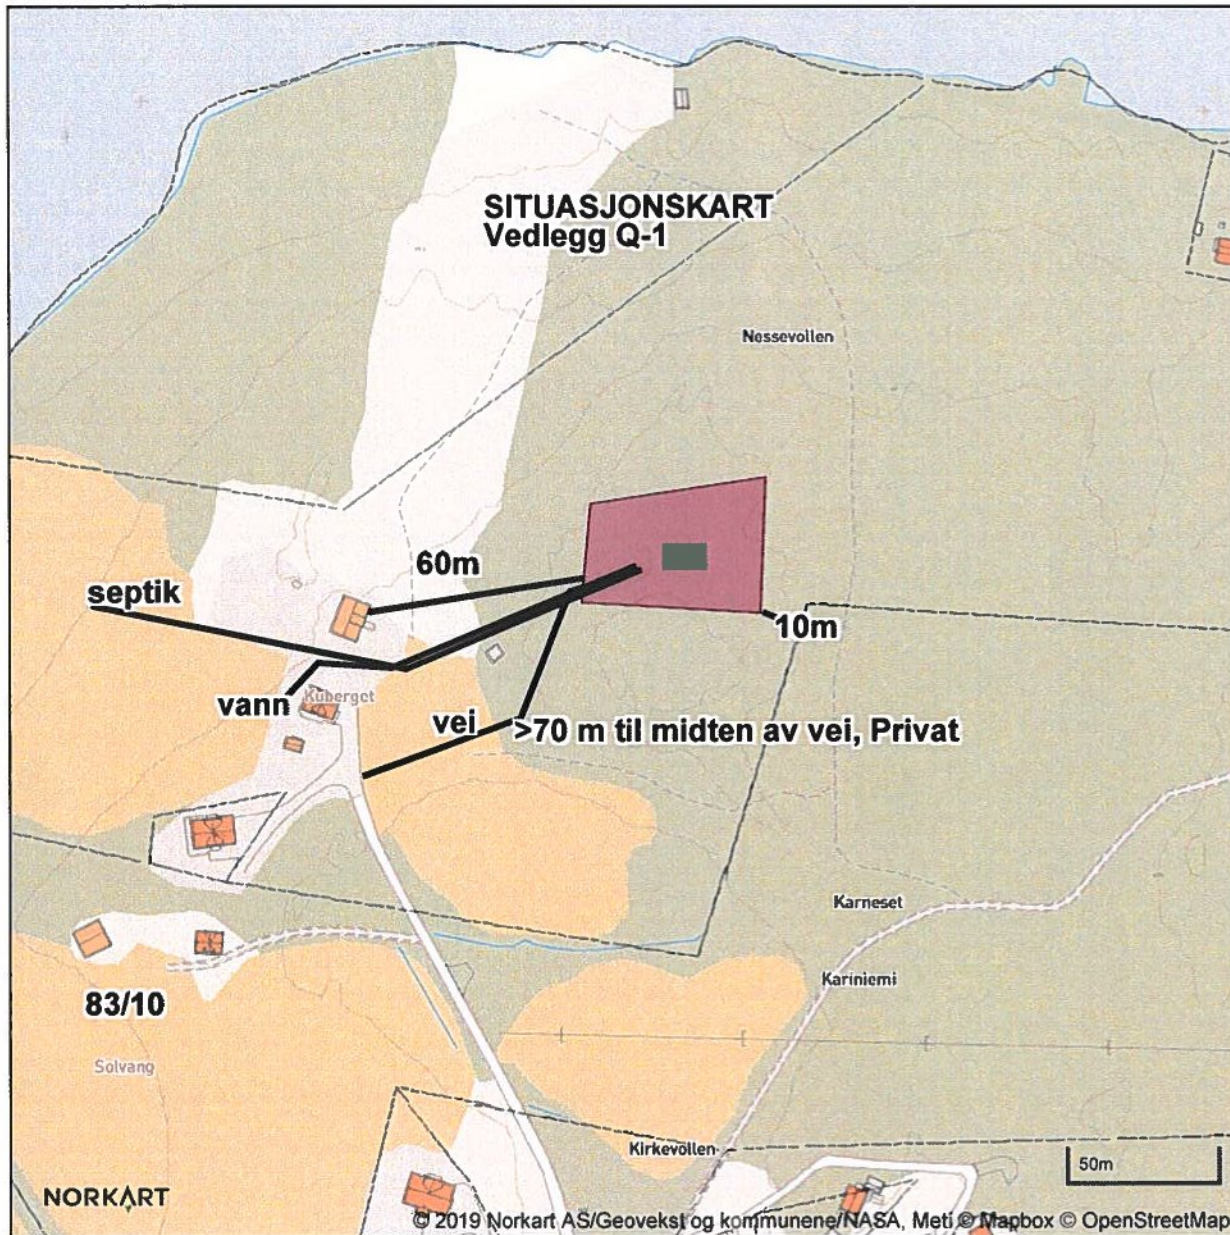 SITUASJONSKART
Vedlegg Q-1
Nessevollen
60m
septik
10m
vann
Kuberget
vei
>70 m til midten av vei, Privat
Karneset
Kariniemi
83/10
Solvang
Kirkevollen
50m
NORKART
© 2019 Norkart AS/Geovekst og kommunene/NASA, Meti © Mapbox © OpenStreetMap